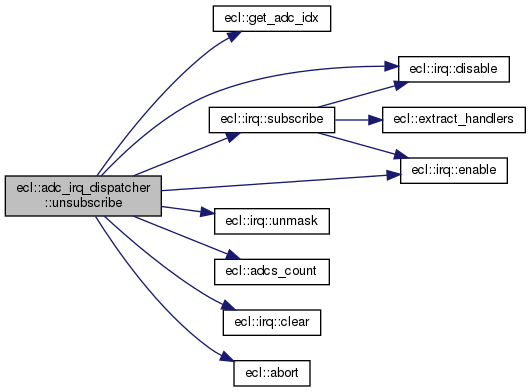 ecl::get_adc_idx
ecl::irq::disable
ecl::irq::subscribe
ecl::extract_handlers
ecl::irq::enable
ecl::adc_irq_dispatcher
::unsubscribe
ecl::irq::unmask
ecl::adcs_count
ecl::irq::clear
ecl::abort